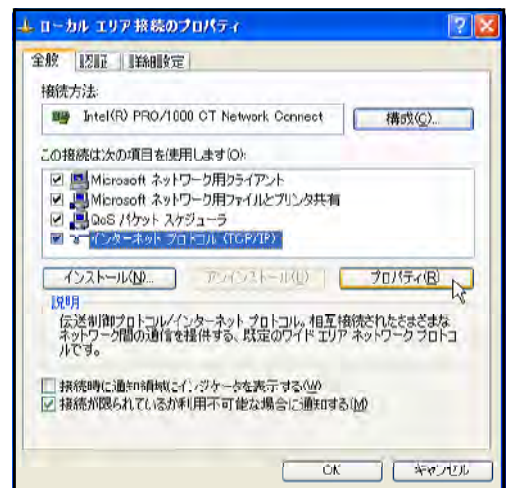 ローカル エリア接続のプロパティ
全般 認証 詳細設定
接続方法:
Intel(R) PRO/1000 CT Network Connect 構成(C)...
この接続は次の項目を使用します(O):
Microsoft ネットワーク用クライアント
Microsoft ネットワーク用ファイルとプリンタ共有
QoS パケット スケジューラ
インターネット プロトコル (TCP/IP)
インストール(N)... アンインストール(U) プロパティ(R)
説明
伝送制御プロトコル/インターネット プロトコル。相互接続されたさまざまな
ネットワーク間の通信を提供する、既定のワイド エリア ネットワーク プロトコ
ルです。
接続時に通知領域にインジケータを表示する(W)
接続が限られているか利用不可能な場合に通知する(M)
OK キャンセル